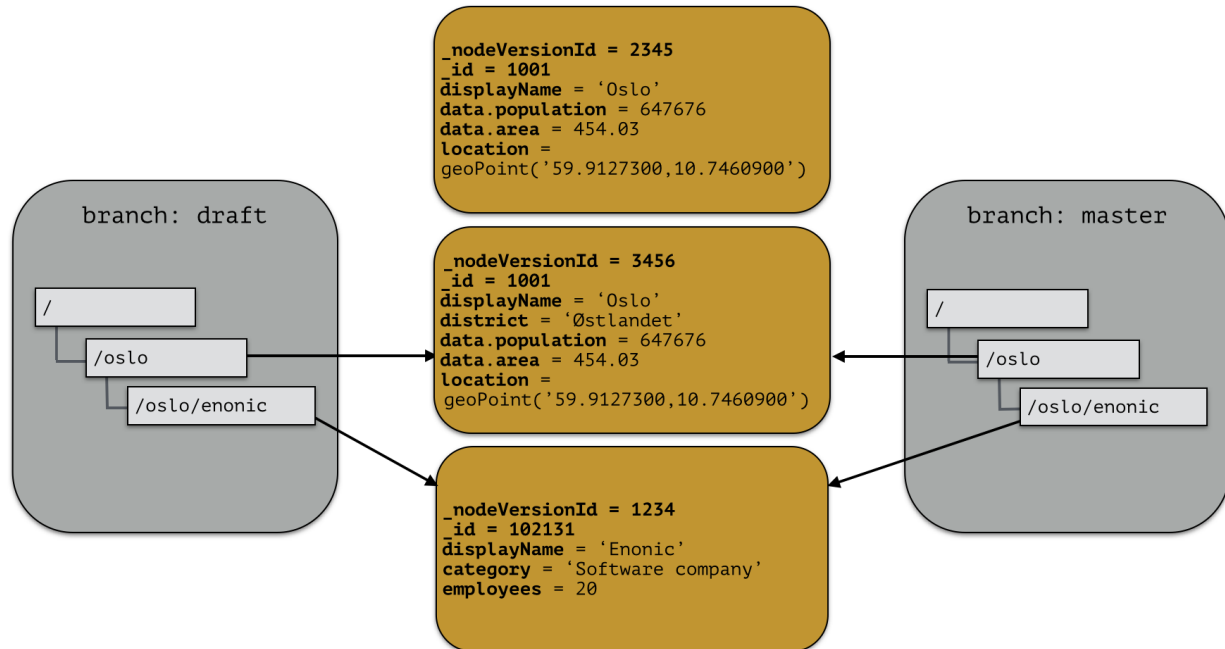 _nodeVersionId = 2345
_id = 1001
displayName = ‘Oslo’
data.population = 647676
data.area = 454.03
location =
geoPoint(’59.9127300,10.7460900’)
branch: draft
/
/oslo
/oslo/enonic
_nodeVersionId = 3456
_id = 1001
displayName = ‘Oslo’
district = ‘Østlandet’
data.population = 647676
data.area = 454.03
location =
geoPoint(’59.9127300,10.7460900’)
branch: master
/
/oslo
/oslo/enonic
_nodeVersionId = 1234
_id = 102131
displayName = ‘Enonic’
category = ‘Software company’
employees = 20